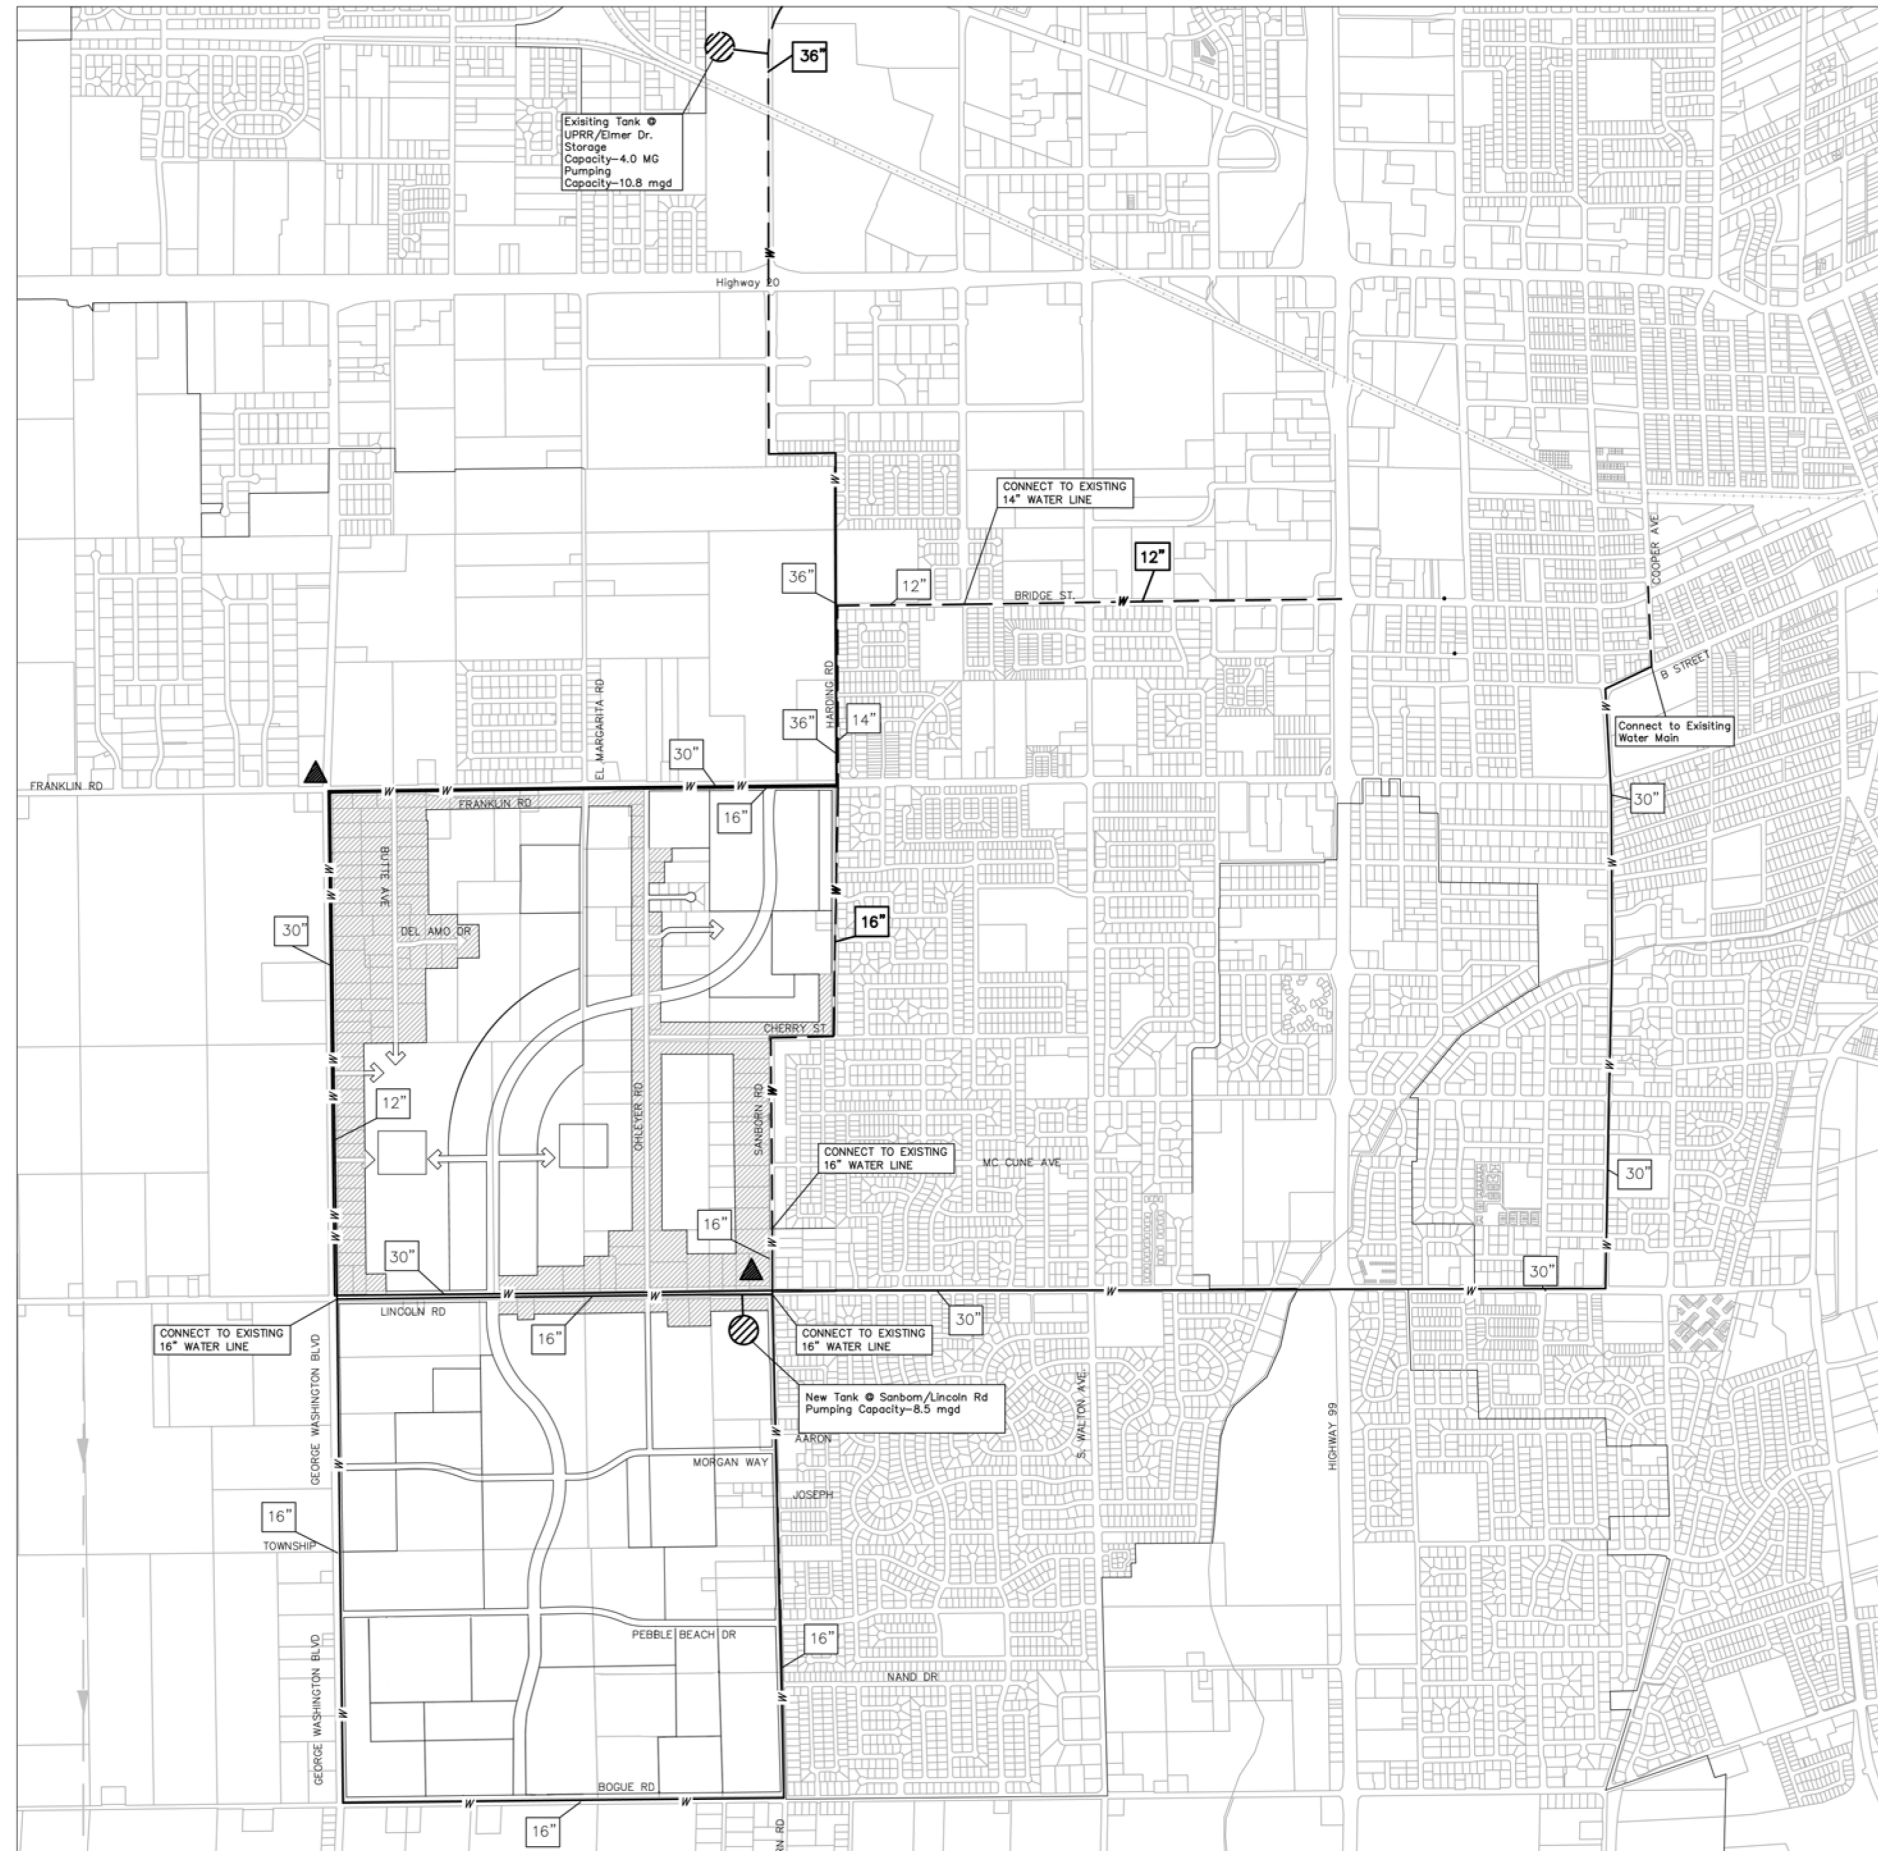 36"
Exisiting Tank @
UPRR/Elmer Dr.
Storage
Capacity-4.0 MG
Pumping
Capacity-10.8 mgd
W
Highway 20
W
CONNECT TO EXISTING
14" WATER LINE
COOPER AVE.
12"
36"
12"
BRIDGE ST.
W
B STREET
HARDING RD
EL MARGARITA RD
36"
14"
W
Connect to Exisiting
Water Main
30"
FRANKLIN RD
W
W
W
W
30"
FRANKLIN RD
16"
BUTTE AVE
W
W
W
W
30"
DEL AMO DR
16"
CHERRY ST
W
W
W
W
12"
OHLEYER RD
SANBORN RD
CONNECT TO EXISTING
16" WATER LINE
MC CUNE AVE
30"
W
W
16"
W
W
30"
30"
W
W
W
W
LINCOLN RD
30"
CONNECT TO EXISTING
16" WATER LINE
16"
CONNECT TO EXISTING
16" WATER LINE
GEORGE WASHINGTON BLVD
New Tank @ Sanborn/Lincoln Rd
Pumping Capacity-8.5 mgd
S. WALTON AVE.
HIGHWAY 99
W
AARON
W
MORGAN WAY
JOSEPH
16"
TOWNSHIP
PEBBLE BEACH DR
16"
GEORGE WASHINGTON BLVD
NAND DR
W
W
BOGUE RD
W
W
16"
RN RD